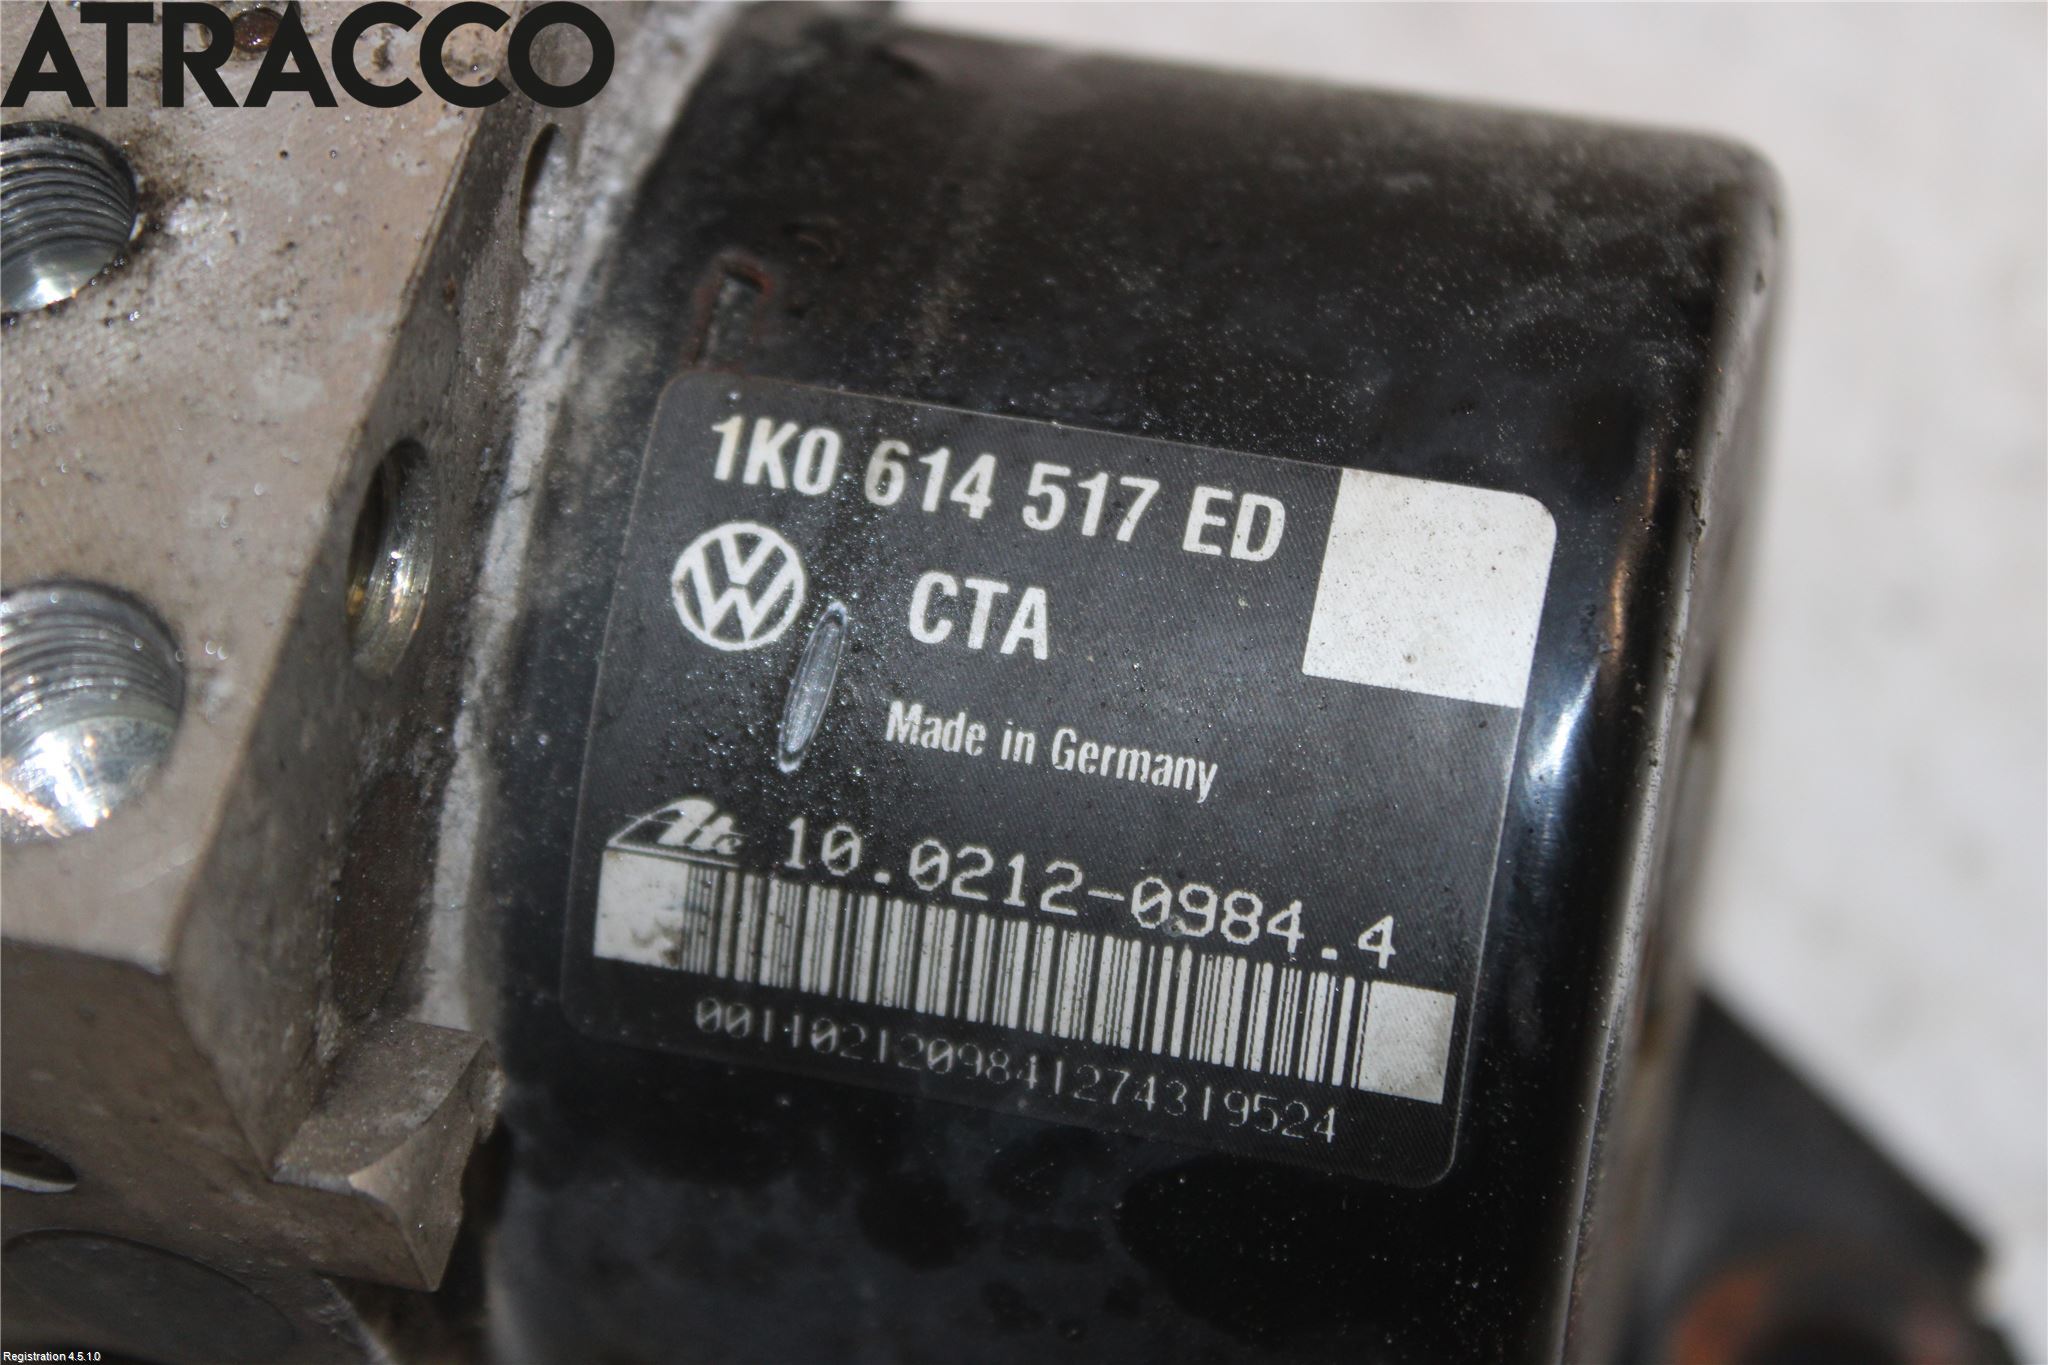 ATRACCO
1K0 614 517 ED
CTA
Made in Germany
Ate 10.0212-0984.4
0011021209841274319524
Registration 4.5.1.0